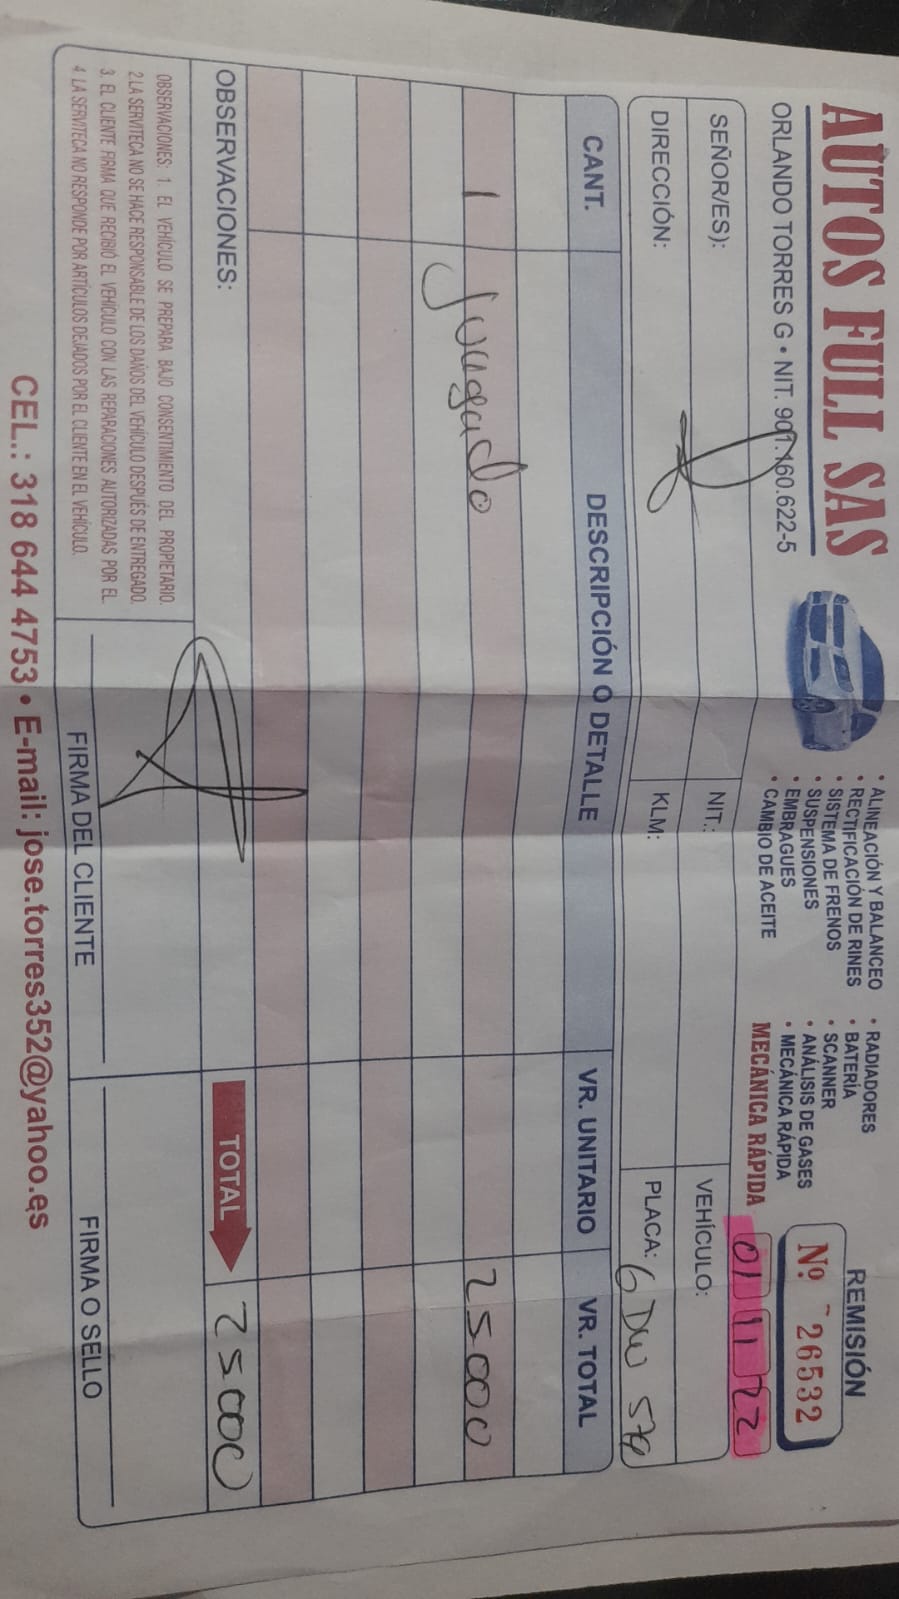 AUTOS FULL SAS
ORLANDO TORRES G • NIT. 901.160.622-5
• ALINEACIÓN Y BALANCEO
• RECTIFICACIÓN DE RINES
• SISTEMA DE FRENOS
• SUSPENSIONES
• EMBRAGUES
• CAMBIO DE ACEITE
• RADIADORES
• BATERÍA
• SCANNER
• ANÁLISIS DE GASES
• MECÁNICA RÁPIDA
MECÁNICA RÁPIDA
REMISIÓN
Nº - 26532
01 11 22
SEÑOR/ES): NIT.: VEHÍCULO:
DIRECCIÓN: KLM: PLACA:
CANT. DESCRIPCIÓN O DETALLE VR. UNITARIO VR. TOTAL
1 25000
OBSERVACIONES: TOTAL 25000
OBSERVACIONES: 1. EL VEHÍCULO SE PREPARA BAJO CONSENTIMIENTO DEL PROPIETARIO.
2. LA SERVITECA NO SE HACE RESPONSABLE DE LOS DAÑOS DEL VEHÍCULO DESPUÉS DE ENTREGADO.
3. EL CLIENTE FIRMA QUE RECIBIÓ EL VEHÍCULO CON LAS REPARACIONES AUTORIZADAS POR EL.
4. LA SERVITECA NO RESPONDE POR ARTÍCULOS DEJADOS POR EL CLIENTE EN EL VEHÍCULO.
FIRMA DEL CLIENTE FIRMA O SELLO
CEL.: 318 644 4753 • E-mail: jose.torres352@yahoo.es